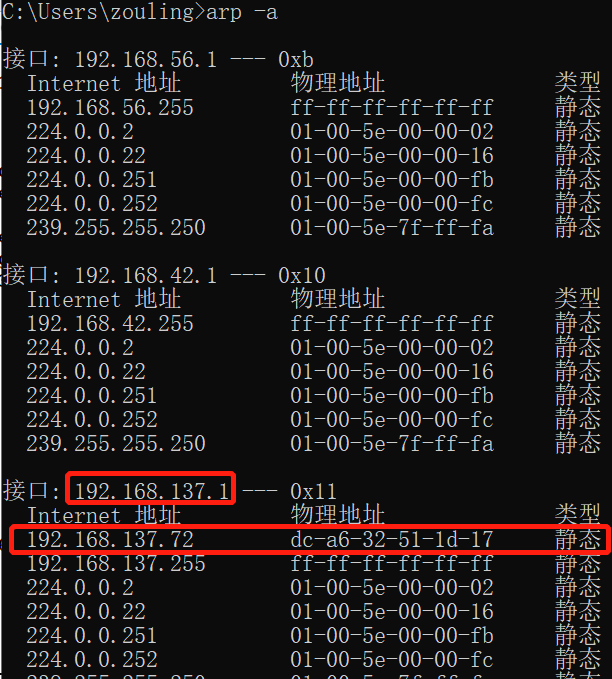 C:\Users\zouling>arp -a
接口: 192.168.56.1 --- 0xb
Internet 地址 物理地址 类型
192.168.56.255 ff-ff-ff-ff-ff-ff 静态
224.0.0.2 01-00-5e-00-00-02 静态
224.0.0.22 01-00-5e-00-00-16 静态
224.0.0.251 01-00-5e-00-00-fb 静态
224.0.0.252 01-00-5e-00-00-fc 静态
239.255.255.250 01-00-5e-7f-ff-fa 静态
接口: 192.168.42.1 --- 0x10
Internet 地址 物理地址 类型
192.168.42.255 ff-ff-ff-ff-ff-ff 静态
224.0.0.2 01-00-5e-00-00-02 静态
224.0.0.22 01-00-5e-00-00-16 静态
224.0.0.251 01-00-5e-00-00-fb 静态
224.0.0.252 01-00-5e-00-00-fc 静态
239.255.255.250 01-00-5e-7f-ff-fa 静态
接口: 192.168.137.1 --- 0x11
Internet 地址 物理地址 类型
192.168.137.72 dc-a6-32-51-1d-17 静态
192.168.137.255 ff-ff-ff-ff-ff-ff 静态
224.0.0.2 01-00-5e-00-00-02 静态
224.0.0.22 01-00-5e-00-00-16 静态
224.0.0.251 01-00-5e-00-00-fb 静态
224.0.0.252 01-00-5e-00-00-fc 静态
239.255.255.250 01-00-5e-7f-ff-fa 静态